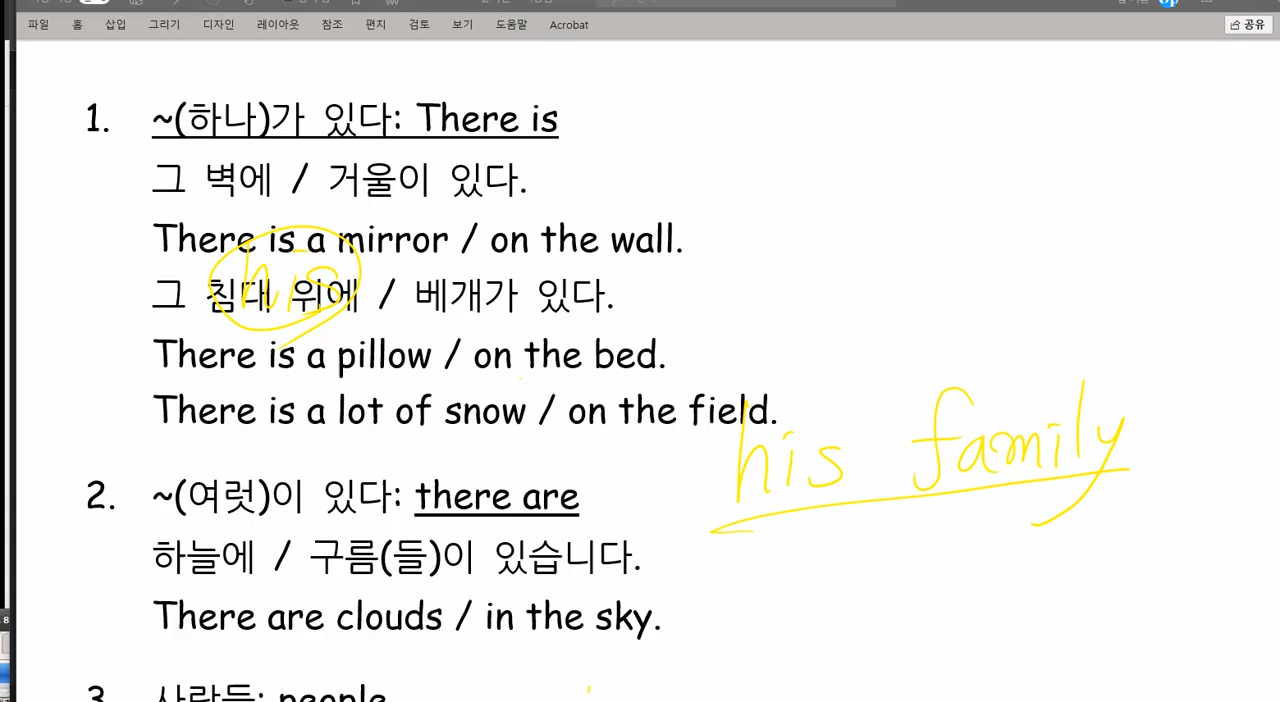 파일 홈 삽입 그리기 디자인 레이아웃 참조 편지 검토 보기 도움말 Acrobat 공유
1. ~(하나)가 있다: There is
그 벽에 / 거울이 있다.
There is a mirror / on the wall.
his
그 침대 위에 / 베개가 있다.
There is a pillow / on the bed.
There is a lot of snow / on the field.
his family
2. ~(여럿)이 있다: there are
하늘에 / 구름(들)이 있습니다.
There are clouds / in the sky.
3. 사람들: people